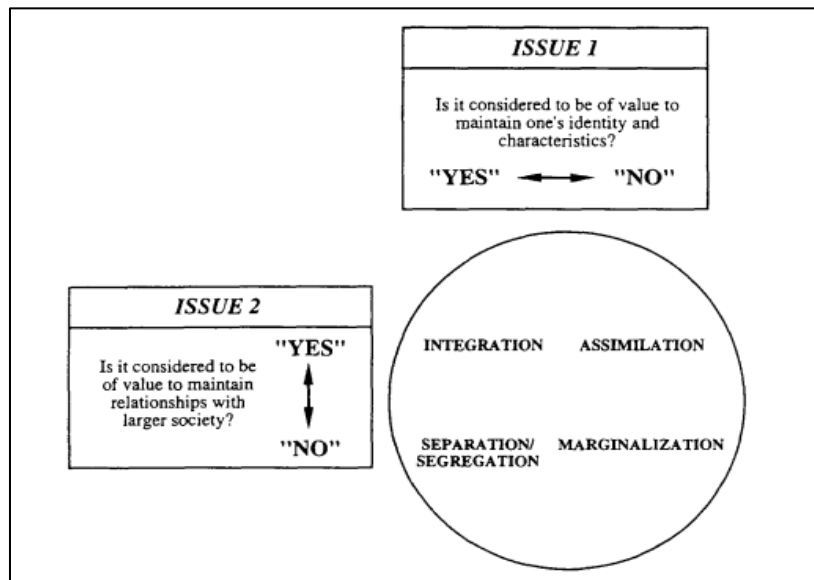 ISSUE 1
Is it considered to be of value to
maintain one's identity and
characteristics?
"YES" "NO"
ISSUE 2
"YES"
Is it considered to be
of value to maintain
relationships with
larger society?
"NO"
INTEGRATION ASSIMILATION
SEPARATION/ MARGINALIZATION
SEGREGATION